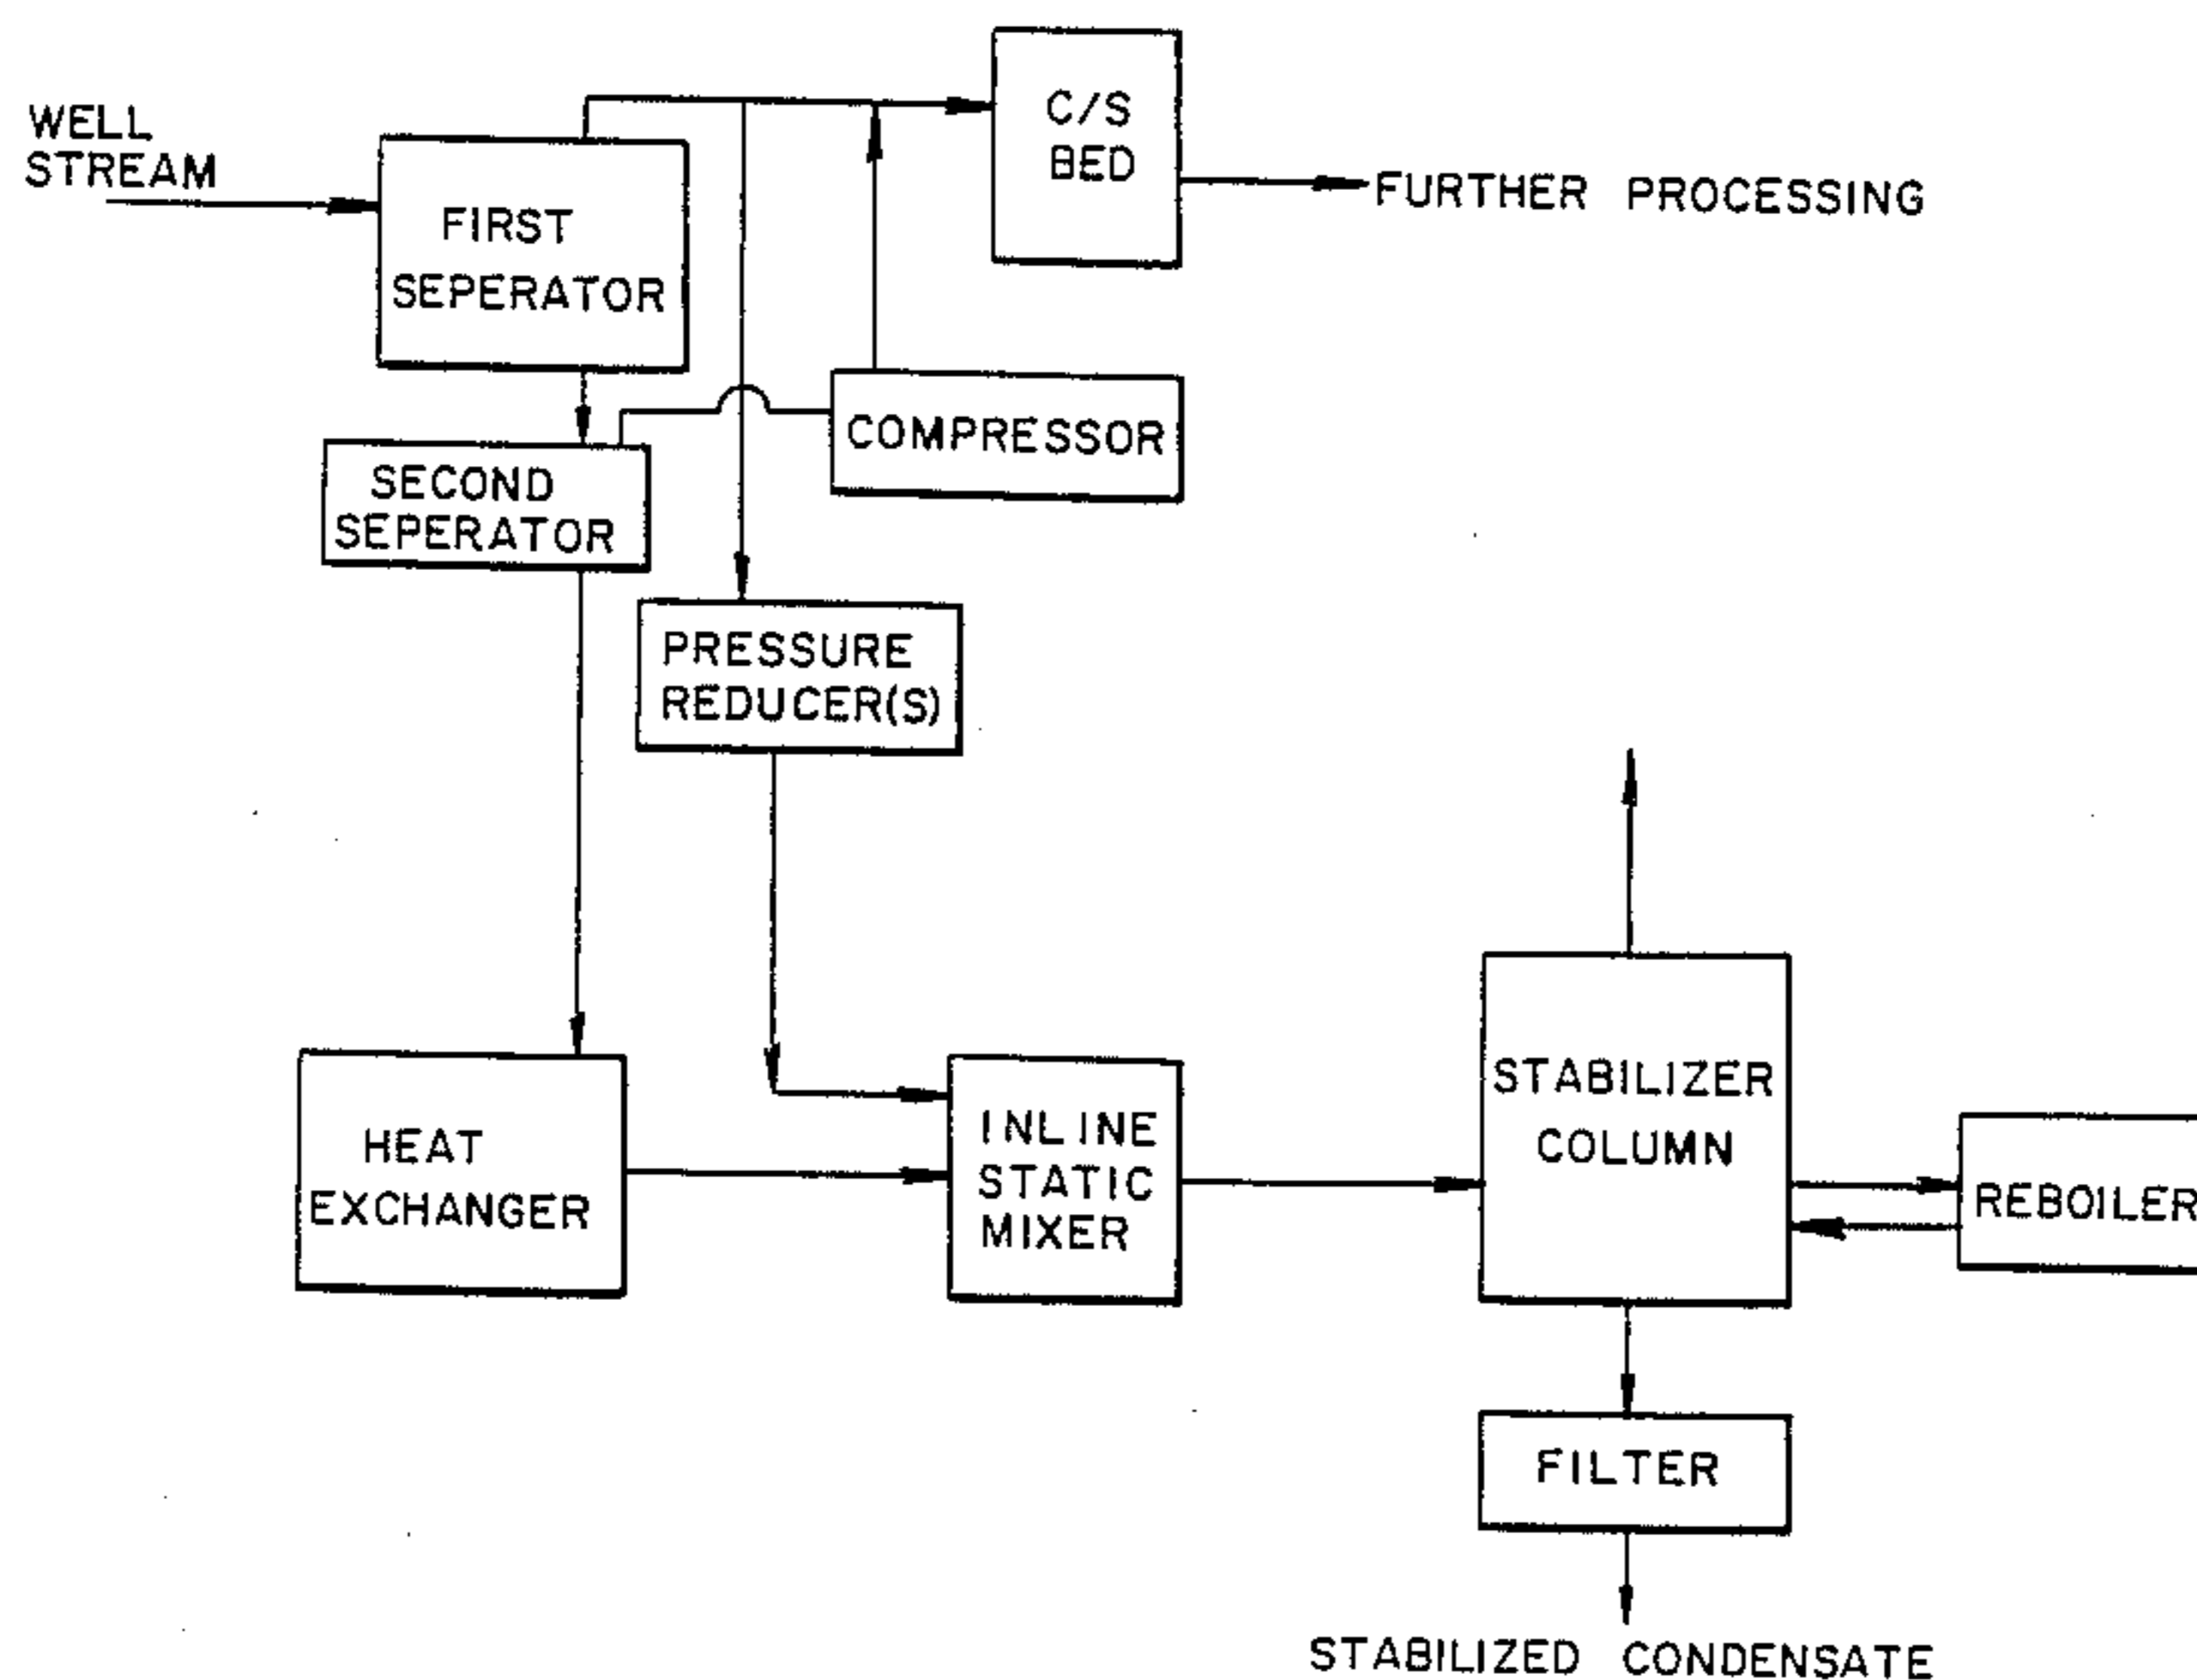 WELL
STREAM
FIRST
SEPERATOR
C/S
BED
FURTHER PROCESSING
SECOND
SEPERATOR
COMPRESSOR
PRESSURE
REDUCER(S)
HEAT
EXCHANGER
INLINE
STATIC
MIXER
STABILIZER
COLUMN
REBOILER
FILTER
STABILIZED CONDENSATE